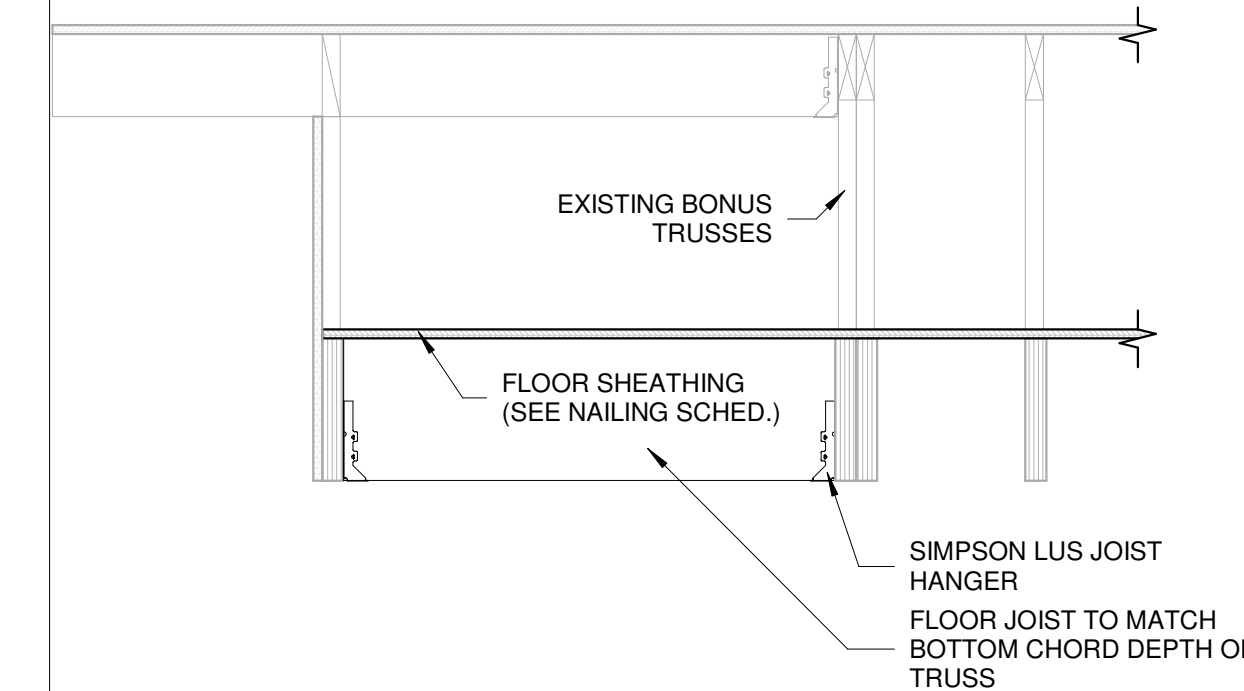 EXISTING BONUS
TRUSSES
FLOOR SHEATHING
(SEE NAILING SCHED.)
SIMPSON LUS JOIST
HANGER
FLOOR JOIST TO MATCH
BOTTOM CHORD DEPTH
TRUSS